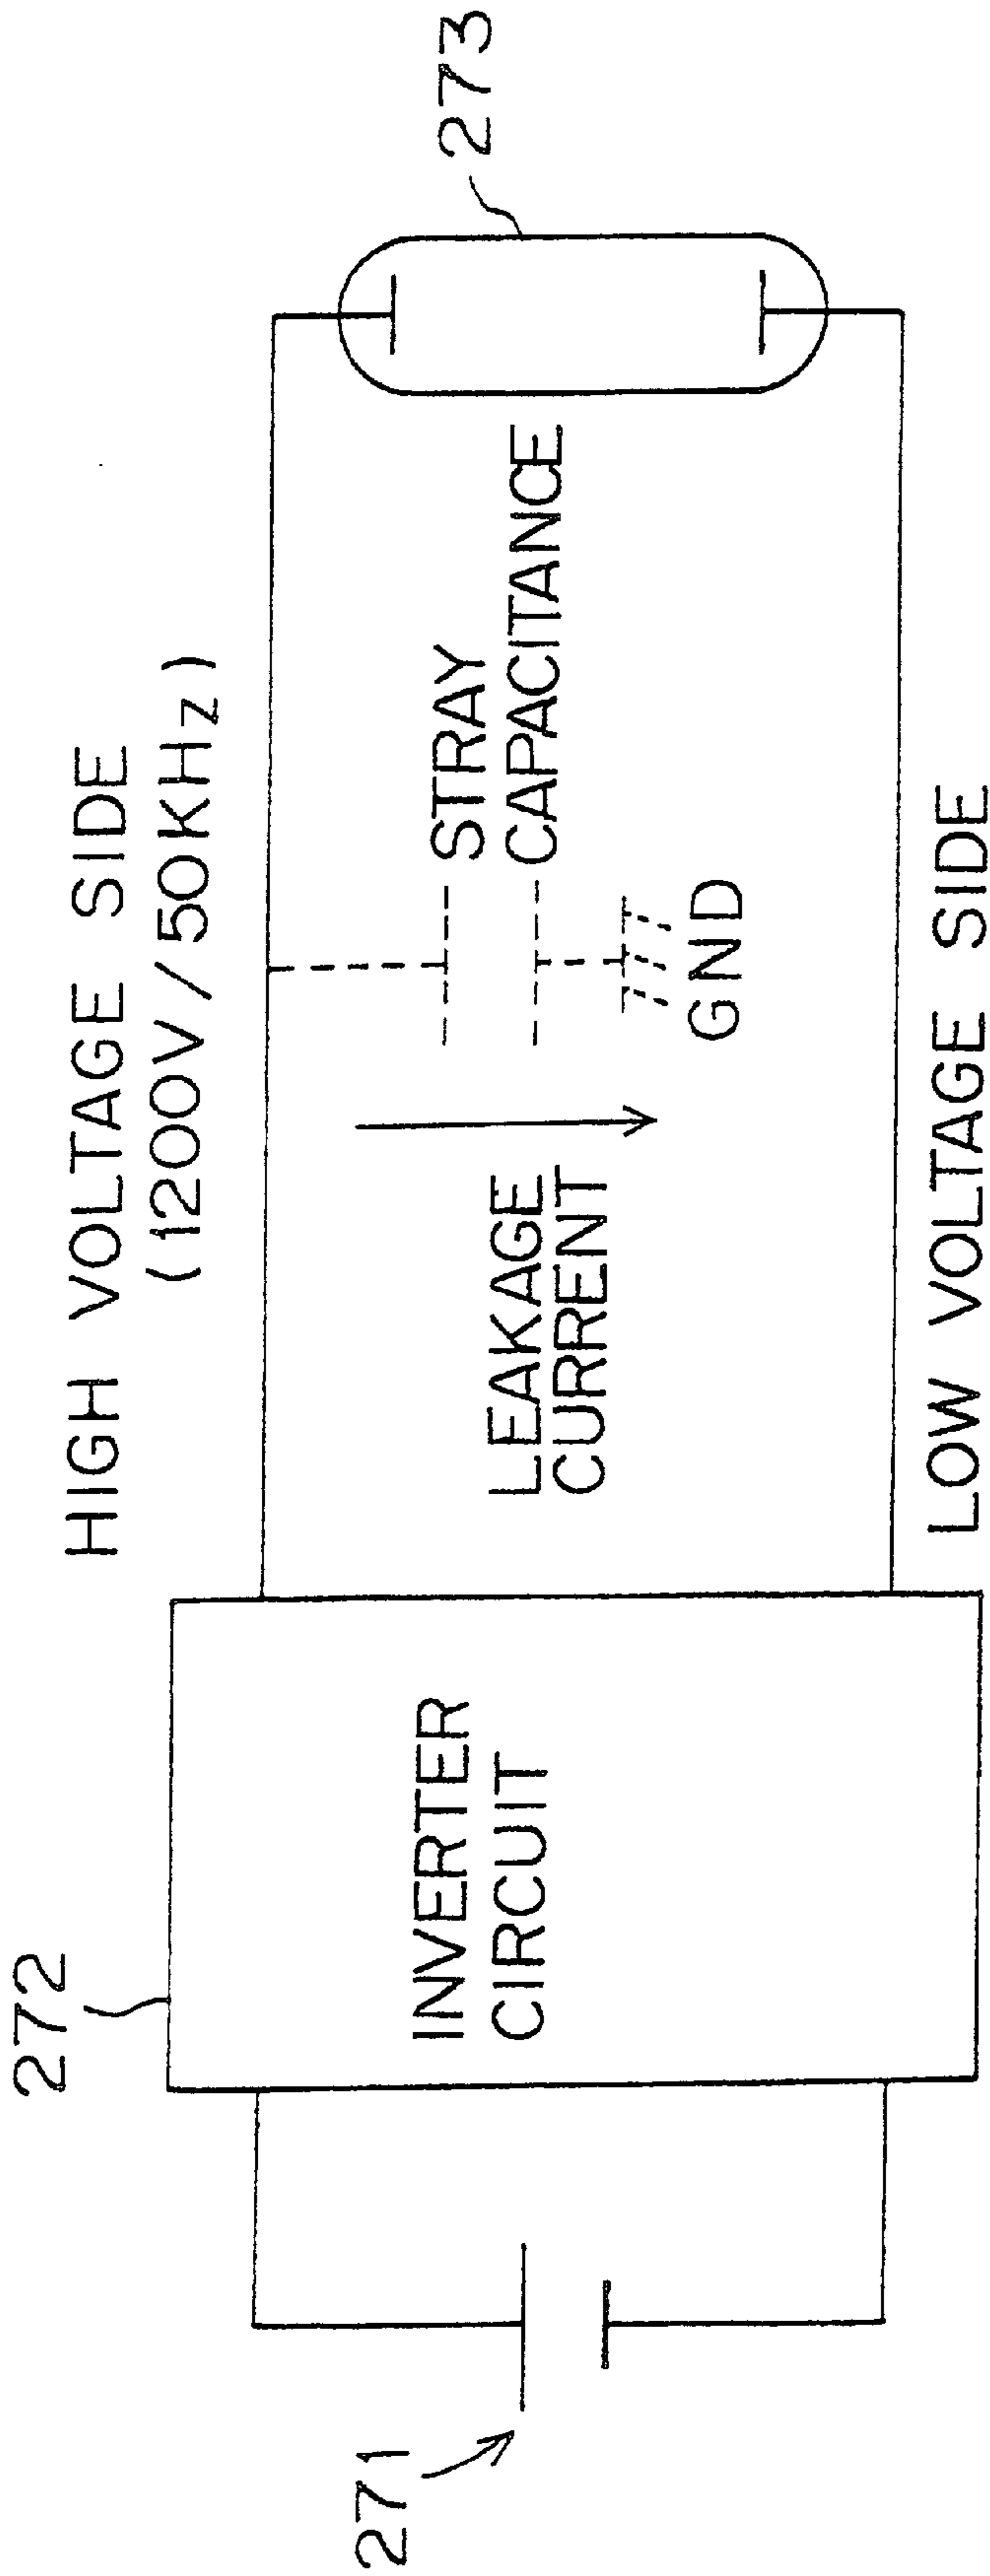 HIGH VOLTAGE SIDE
(1200V/50KHz)
272
273
271
INVERTER
CIRCUIT
LEAKAGE
CURRENT
STRAY
CAPACITANCE
GND
LOW VOLTAGE SIDE